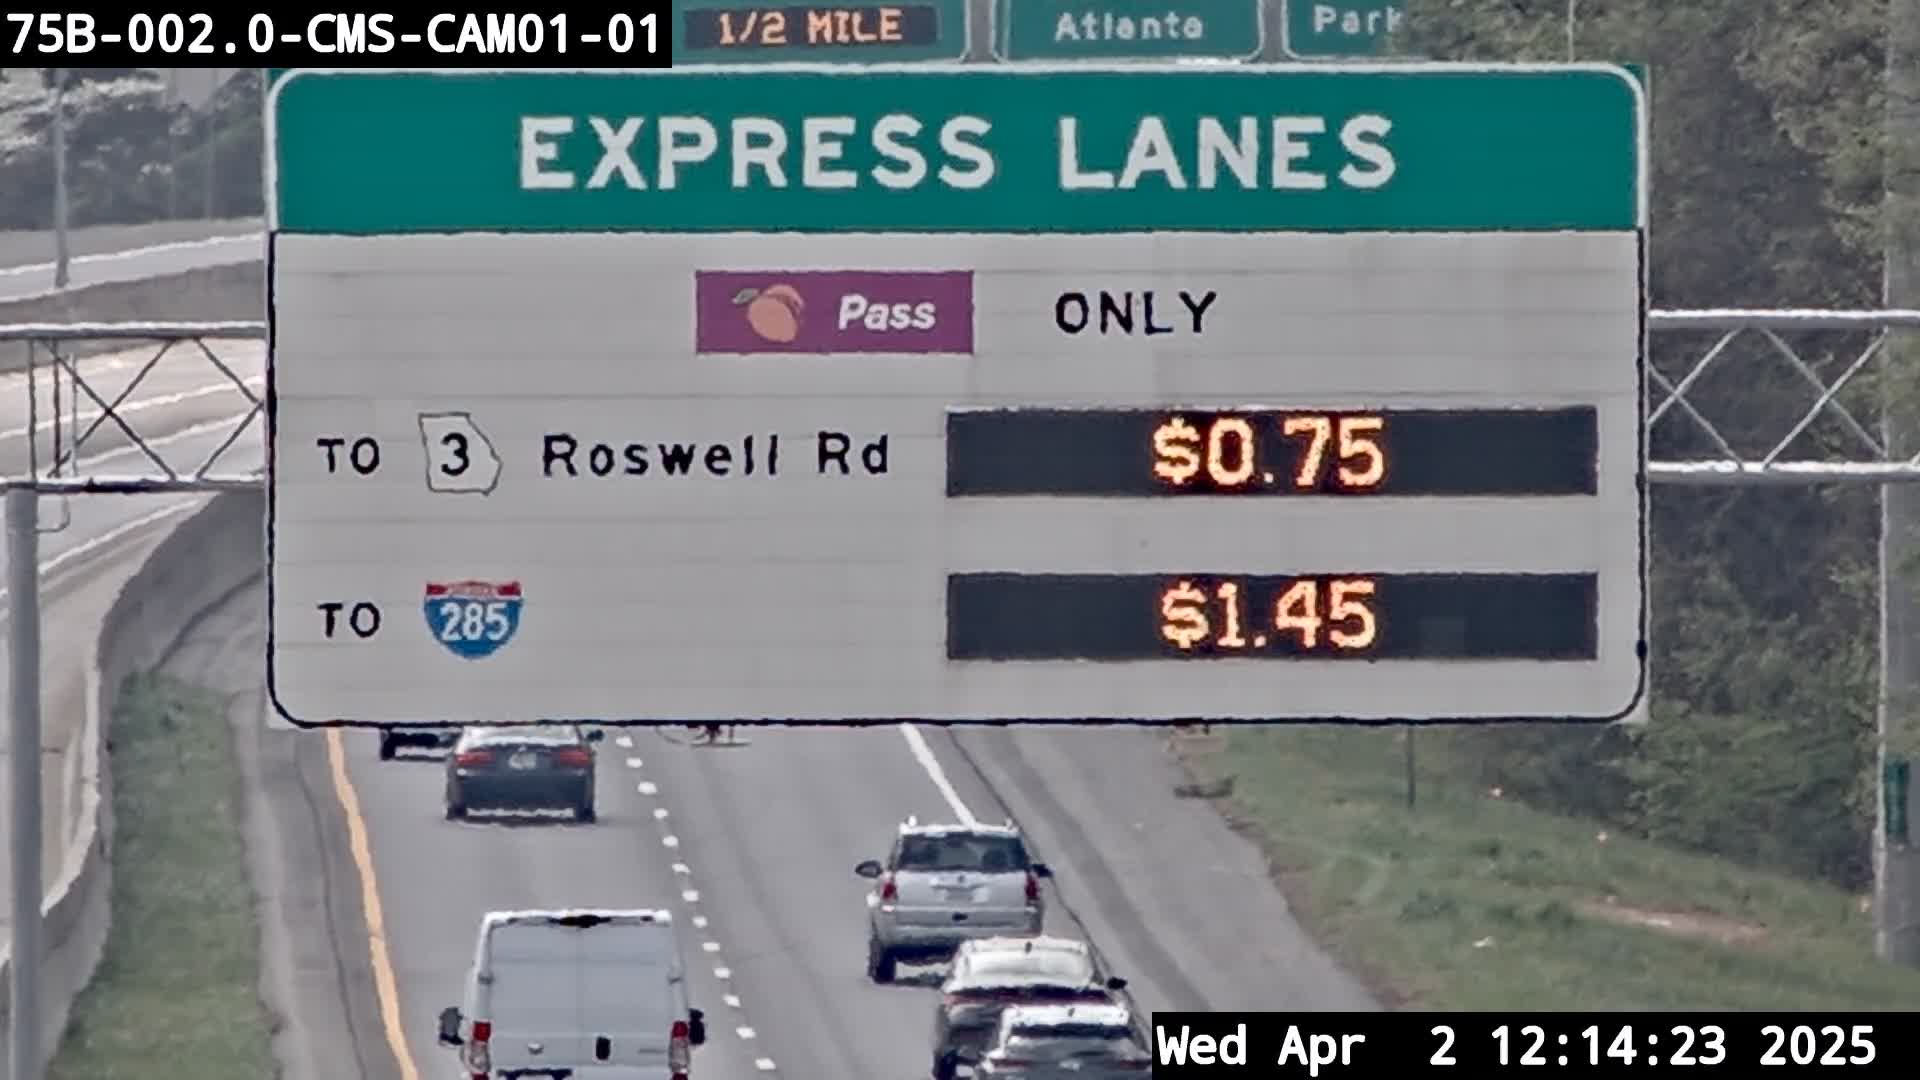 75B-002.0-CMS-CAM01-01
1/2 MILE
Atlanta
Park
EXPRESS LANES
Pass ONLY
TO 3 Roswell Rd $0.75
TO 285 $1.45
Wed Apr 2 12:14:23 2025